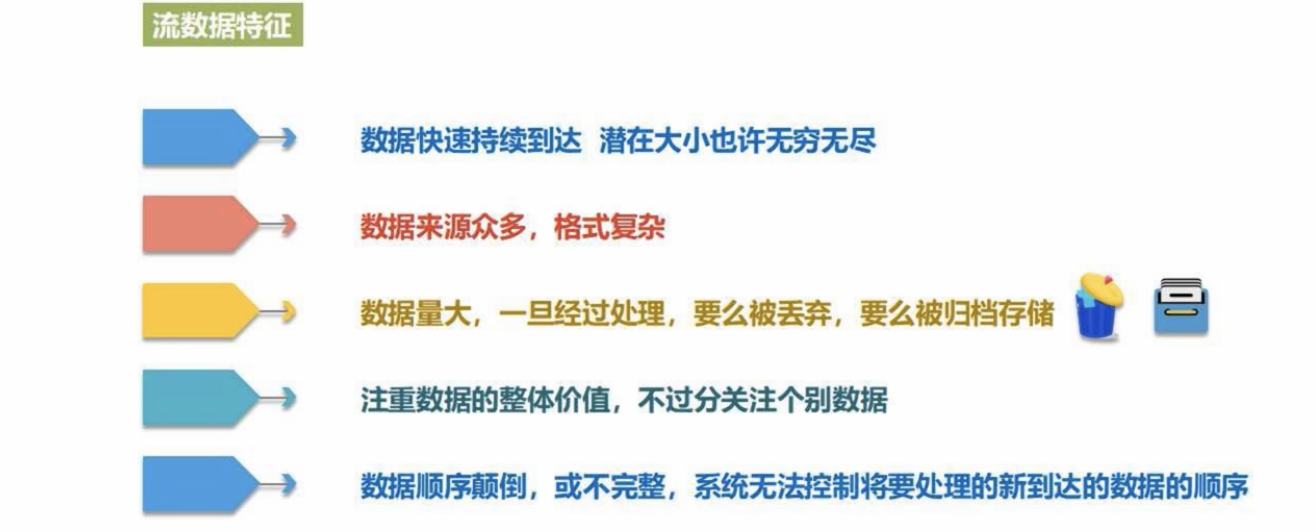 流数据特征
数据快速持续到达 潜在大小也许无穷无尽
数据来源众多，格式复杂
数据量大，一旦经过处理，要么被丢弃，要么被归档存储
注重数据的整体价值，不过分关注个别数据
数据顺序颠倒，或不完整，系统无法控制将要处理的新到达的数据的顺序